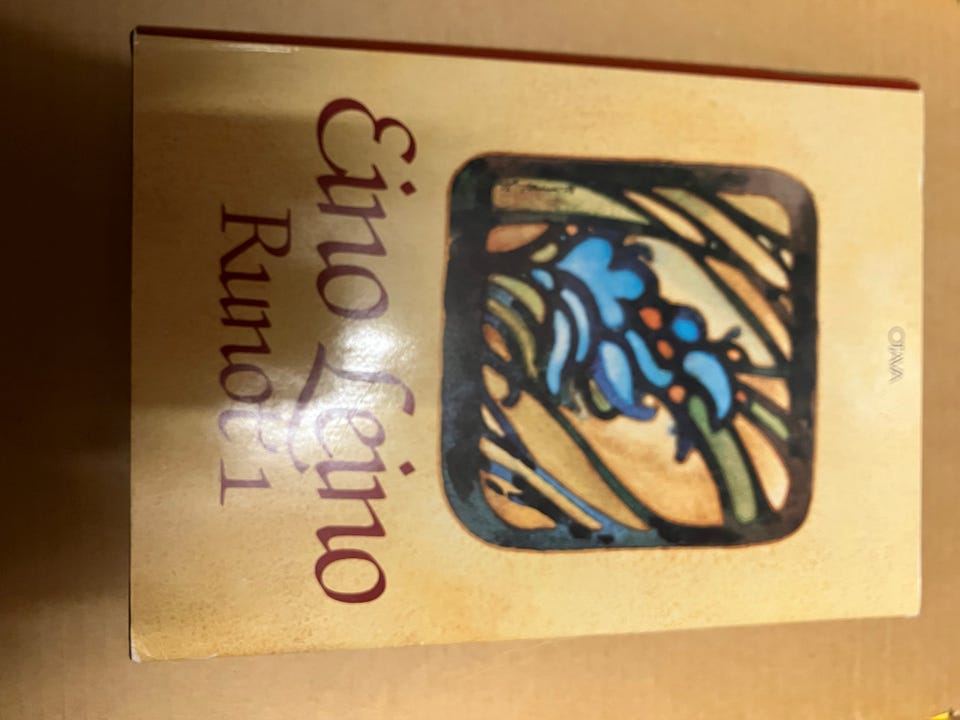 OTAVA
Eino Leino
Runot 1